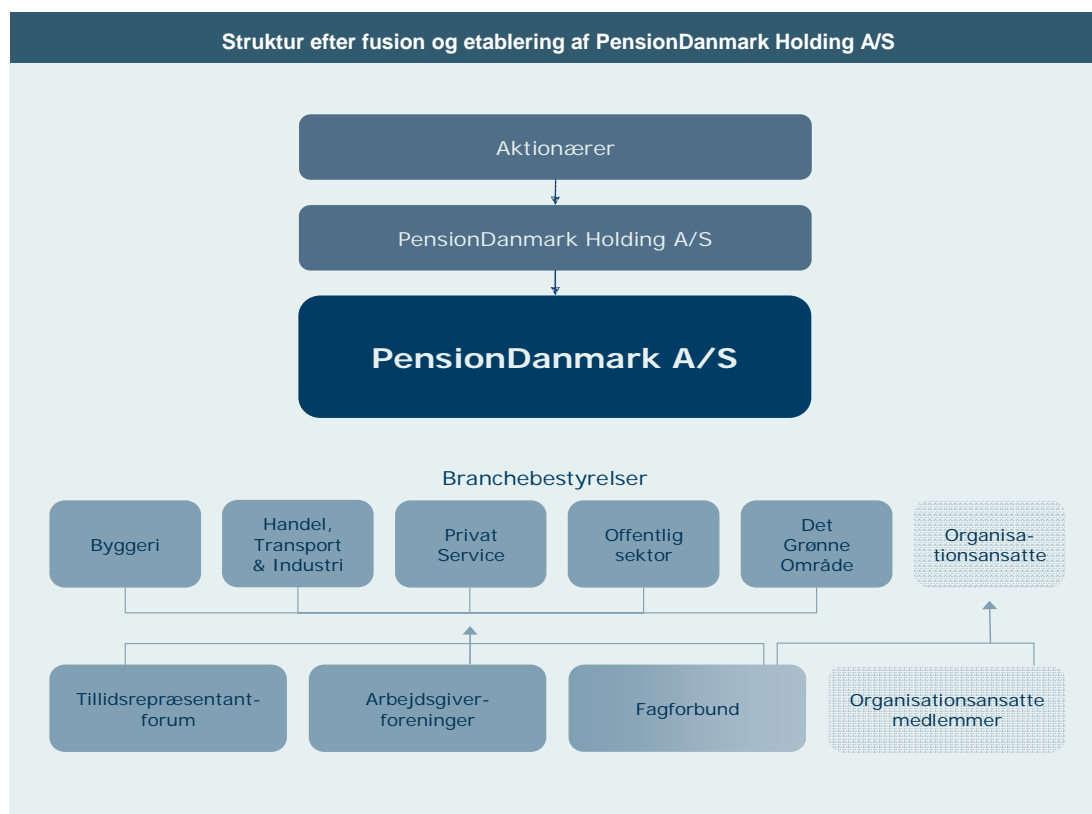 Struktur efter fusion og etablering af PensionDanmark Holding A/S
Aktionærer
PensionDanmark Holding A/S
PensionDanmark A/S
Branchebestyrelser
Byggeri
Handel,
Transport
& Industri
Privat
Service
Offentlig
sektor
Det
Grønne
Område
Organisa-
tionsansatte
Tillidsrepræsentant-
forum
Arbejdsgiver-
foreninger
Fagforbund
Organisationsansatte
medlemmer